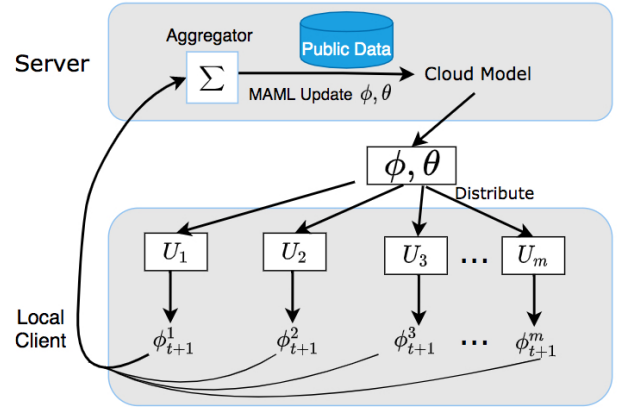 Aggregator
Public Data
Server
∑
Cloud Model
MAML Update ϕ, θ
ϕ, θ
Distribute
U₁ U₂ U₃ ... Uₘ
Local
Client
ϕ¹ₜ₊₁ ϕ²ₜ₊₁ ϕ³ₜ₊₁ ... ϕᵐₜ₊₁